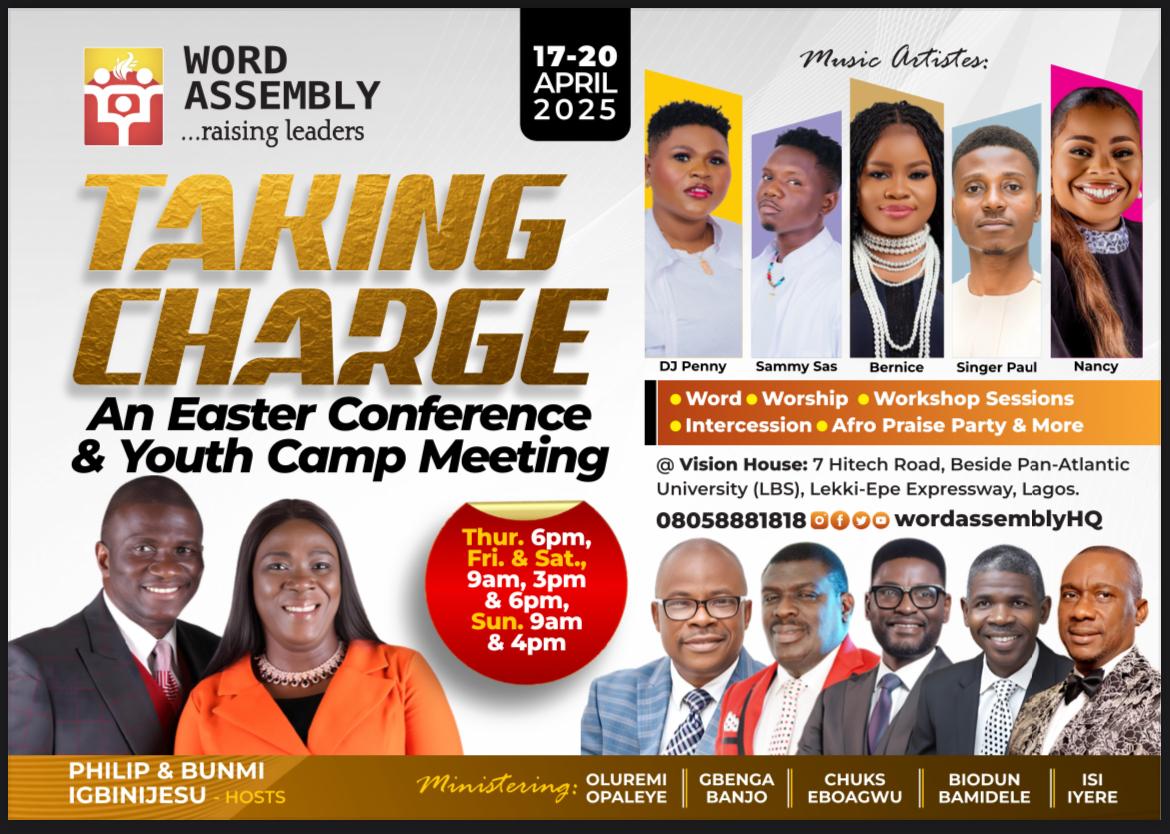 WORD
ASSEMBLY
...raising leaders
17-20
APRIL
2025
TAKING
CHARGE
An Easter Conference
& Youth Camp Meeting
Thur. 6pm,
Fri. & Sat.,
9am, 3pm
& 6pm,
Sun. 9am
& 4pm
Music Artistes:
DJ Penny
Sammy Sas
Bernice
Singer Paul
Nancy
• Word • Worship • Workshop Sessions
• Intercession • Afro Praise Party & More
@ Vision House: 7 Hitech Road, Beside Pan-Atlantic
University (LBS), Lekki-Epe Expressway, Lagos.
08058881818 wordassemblyHQ
PHILIP & BUNMI
IGBINIJESU - HOSTS
Ministering:
OLUREMI
OPALEYE
GBENGA
BANJO
CHUKS
EBOAGWU
BIODUN
BAMIDELE
ISI
IYERE